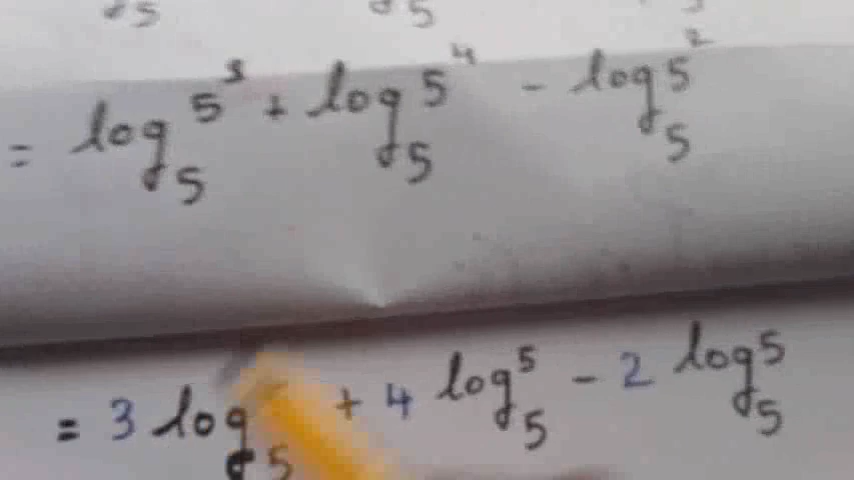 = log₅ 5³ + log₅ 5⁴ - log₅ 5²
= 3 log₅ 5 + 4 log₅ 5 - 2 log₅ 5